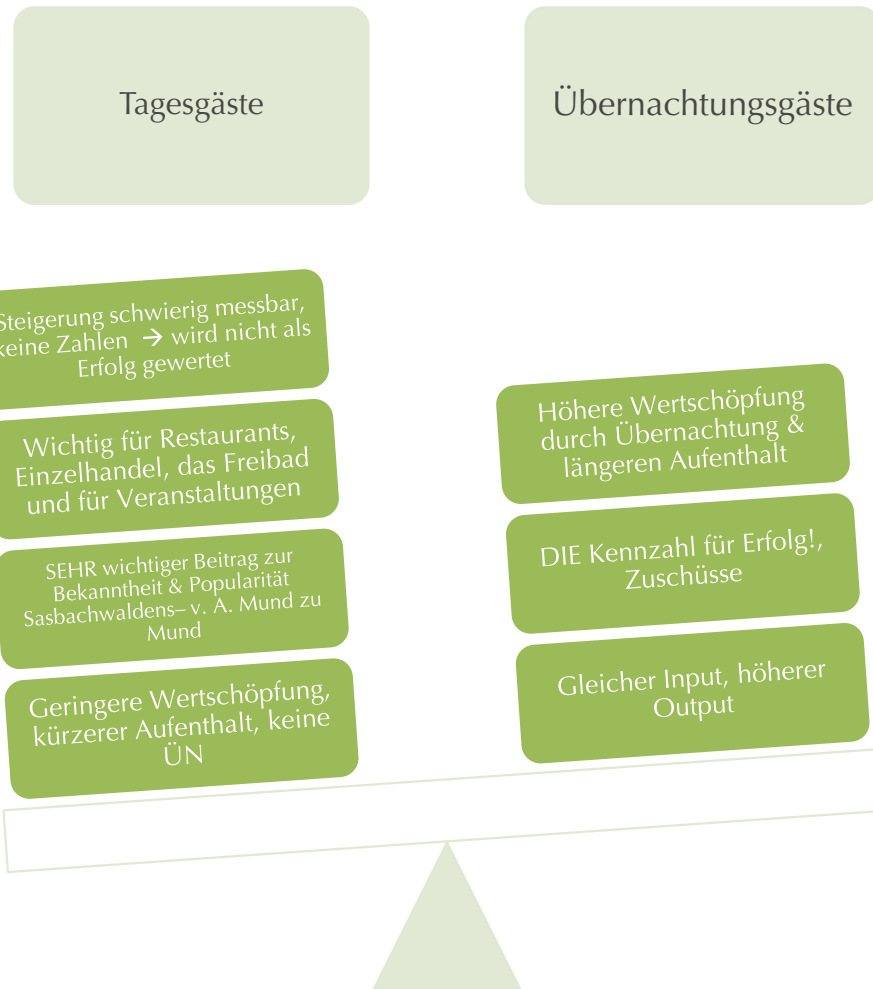 Tagesgäste
Übernachtungsgäste
Steigerung schwierig messbar,
keine Zahlen → wird nicht als
Erfolg gewertet
Wichtig für Restaurants,
Einzelhandel, das Freibad
und für Veranstaltungen
SEHR wichtiger Beitrag zur
Bekanntheit & Popularität
Sasbachwaldens– v. A. Mund zu
Mund
Geringere Wertschöpfung,
kürzerer Aufenthalt, keine
ÜN
Höhere Wertschöpfung
durch Übernachtung &
längeren Aufenthalt
DIE Kennzahl für Erfolg!,
Zuschüsse
Gleicher Input, höherer
Output